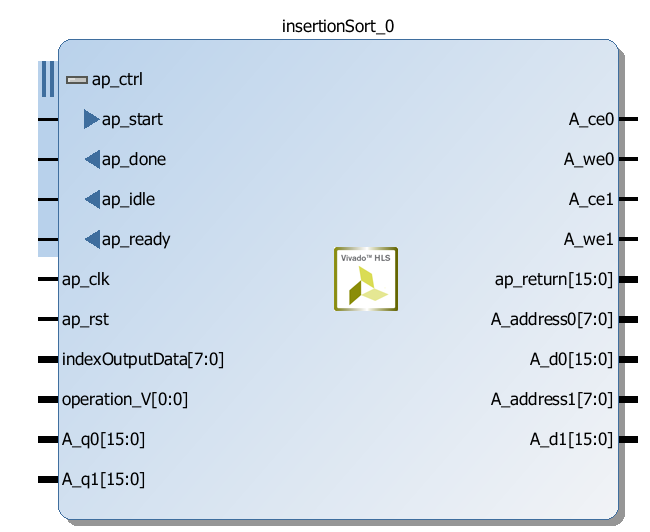 insertionSort_0
ap_ctrl
ap_start
ap_done
ap_idle
ap_ready
ap_clk
ap_rst
indexOutputData[7:0]
operation_V[0:0]
A_q0[15:0]
A_q1[15:0]
Vivado™ HLS
A_ce0
A_we0
A_ce1
A_we1
ap_return[15:0]
A_address0[7:0]
A_d0[15:0]
A_address1[7:0]
A_d1[15:0]